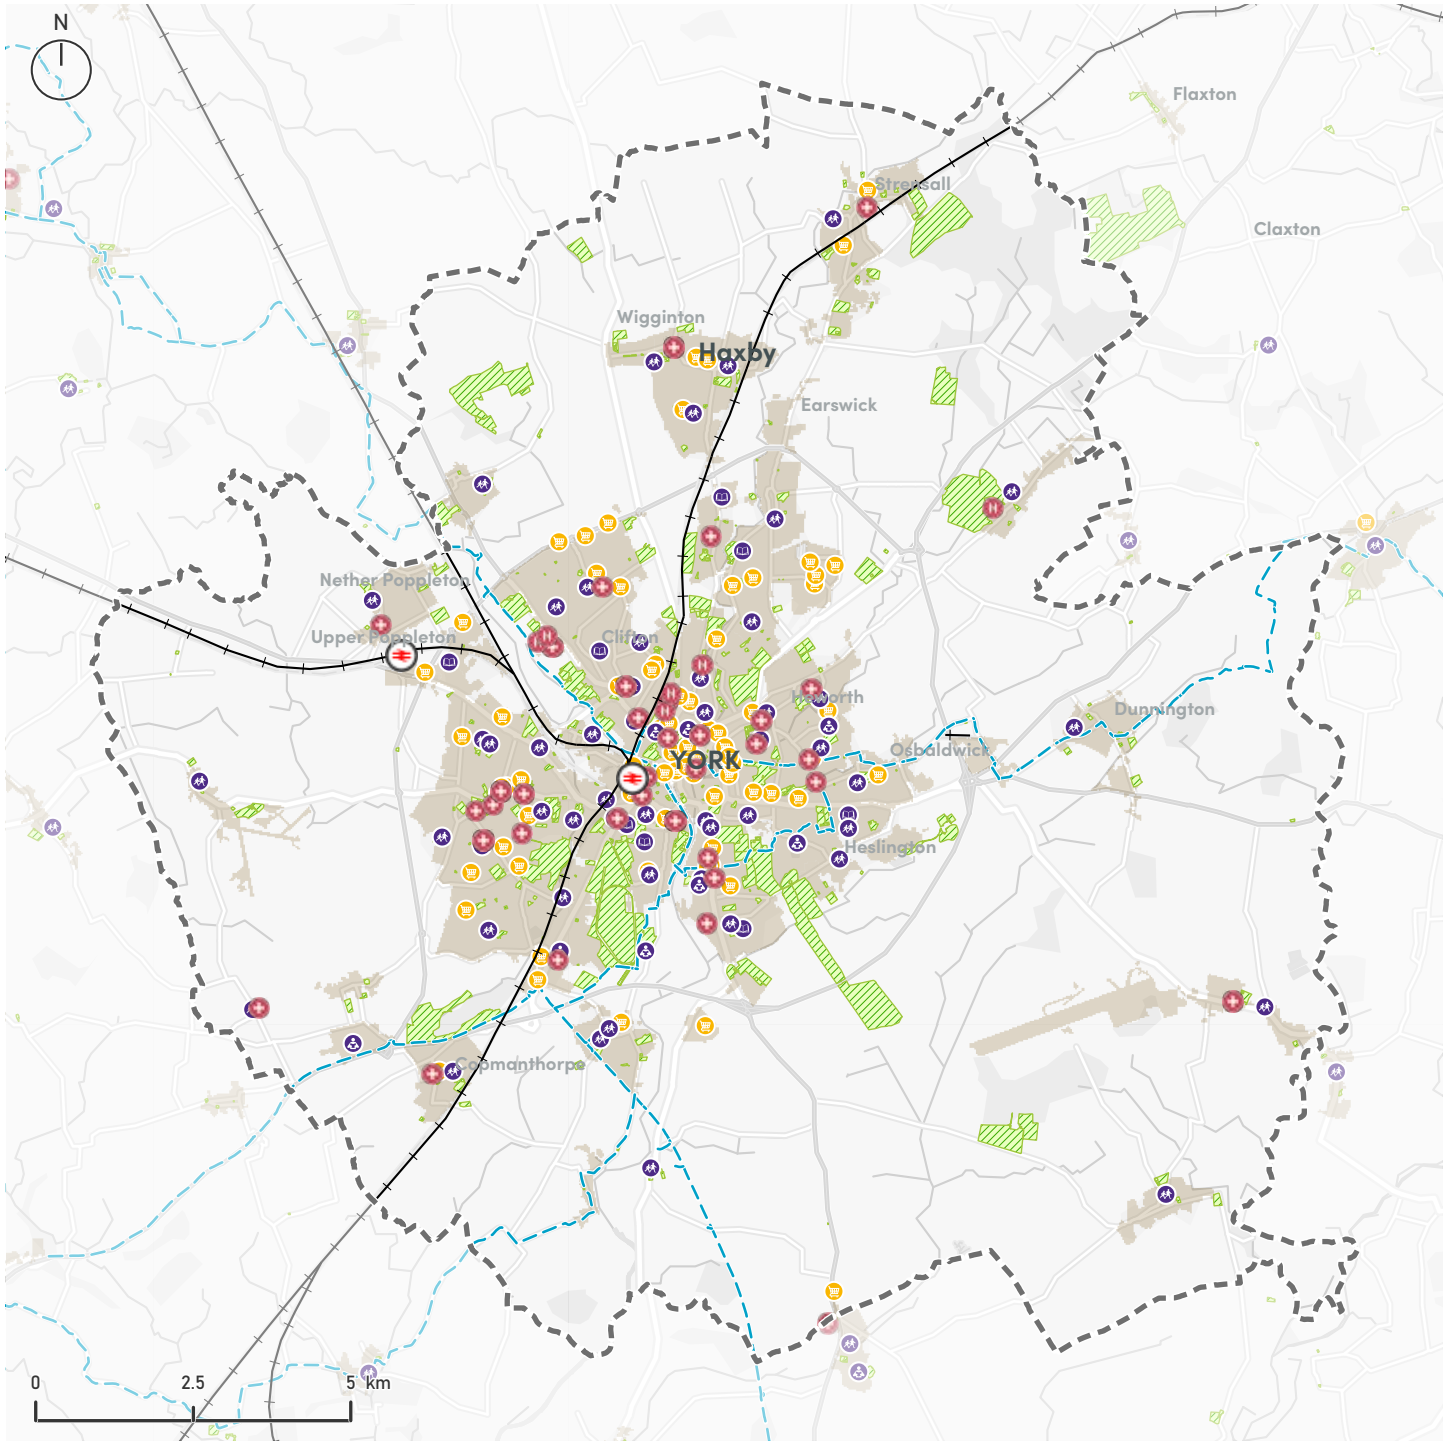 N
Flaxton
Strensall
Claxton
Wigginton
Haxby
Earswick
Nether Poppleton
Upper Poppleton
Clifton
Heworth
Dunnington
Osbaldwick
YORK
Heslington
Copmanthorpe
0 2.5 5 km